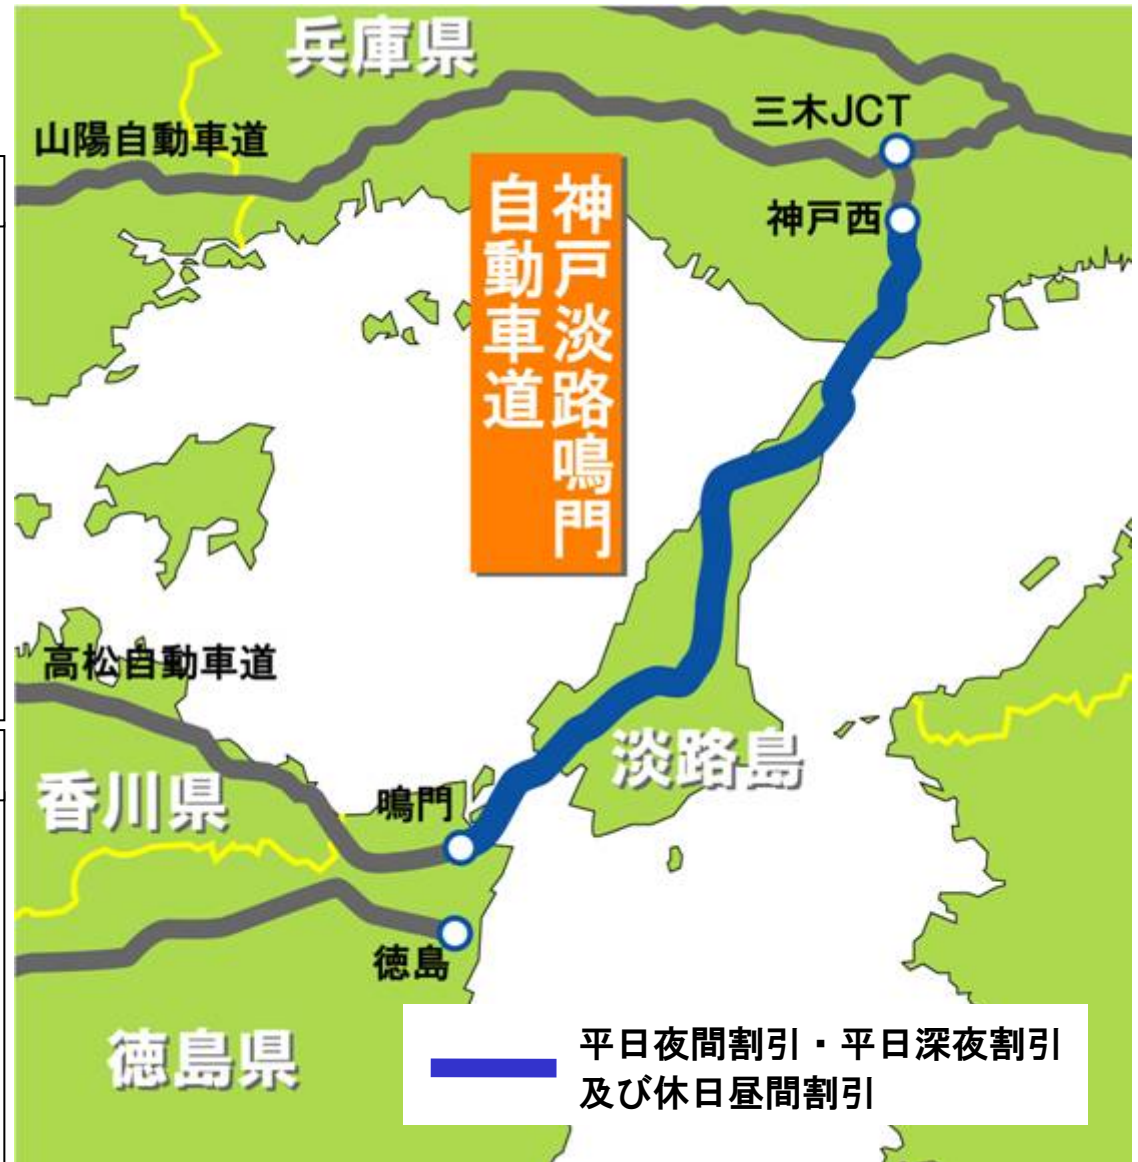 兵庫県
三木JCT
山陽自動車道
神戸淡路鳴門
自動車道
神戸西
高松自動車道
淡路島
香川県
鳴門
徳島
徳島県
平日夜間割引・平日深夜割引
及び休日昼間割引